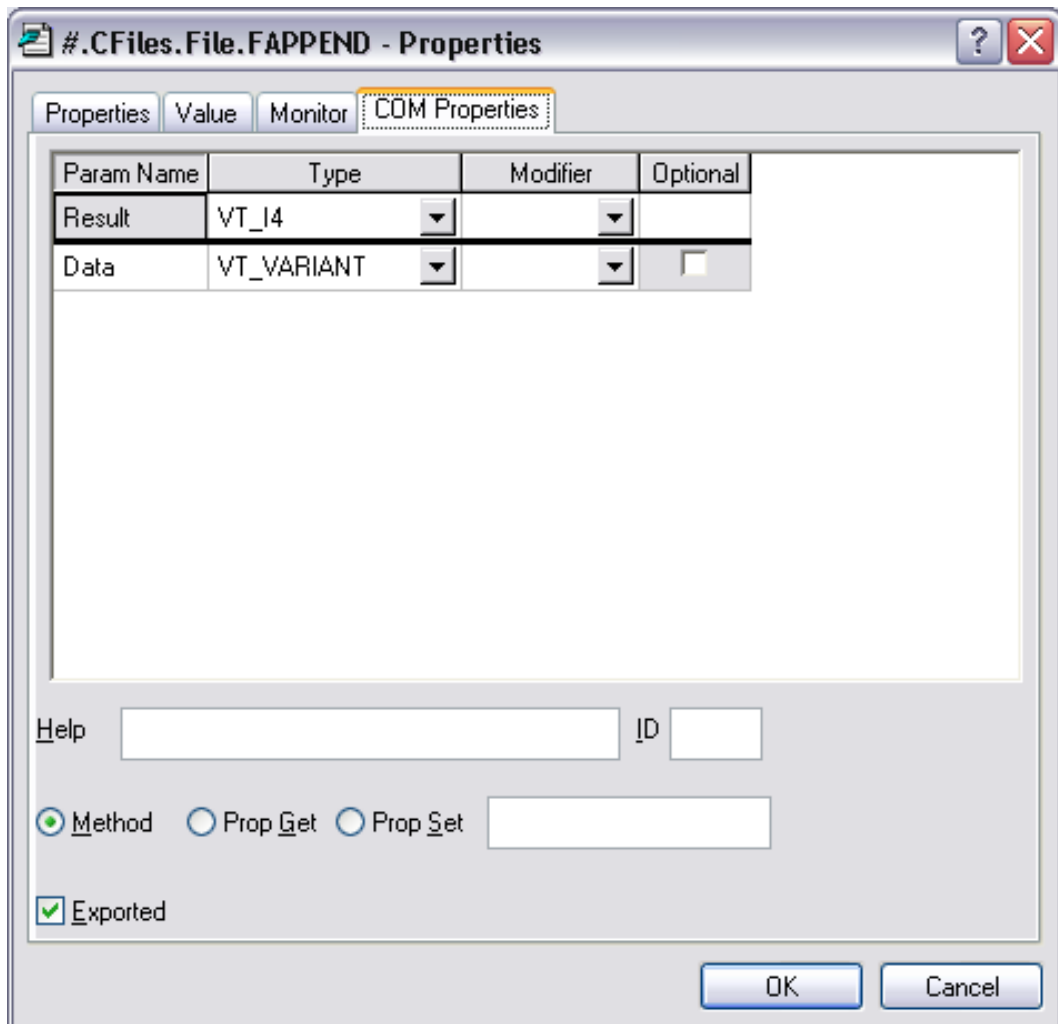 #.CFiles.File.FAPPEND - Properties
Properties Value Monitor COM Properties
Param Name Type Modifier Optional
Result VT_I4
Data VT_VARIANT
Help ID
Method Prop Get Prop Set
Exported
OK Cancel